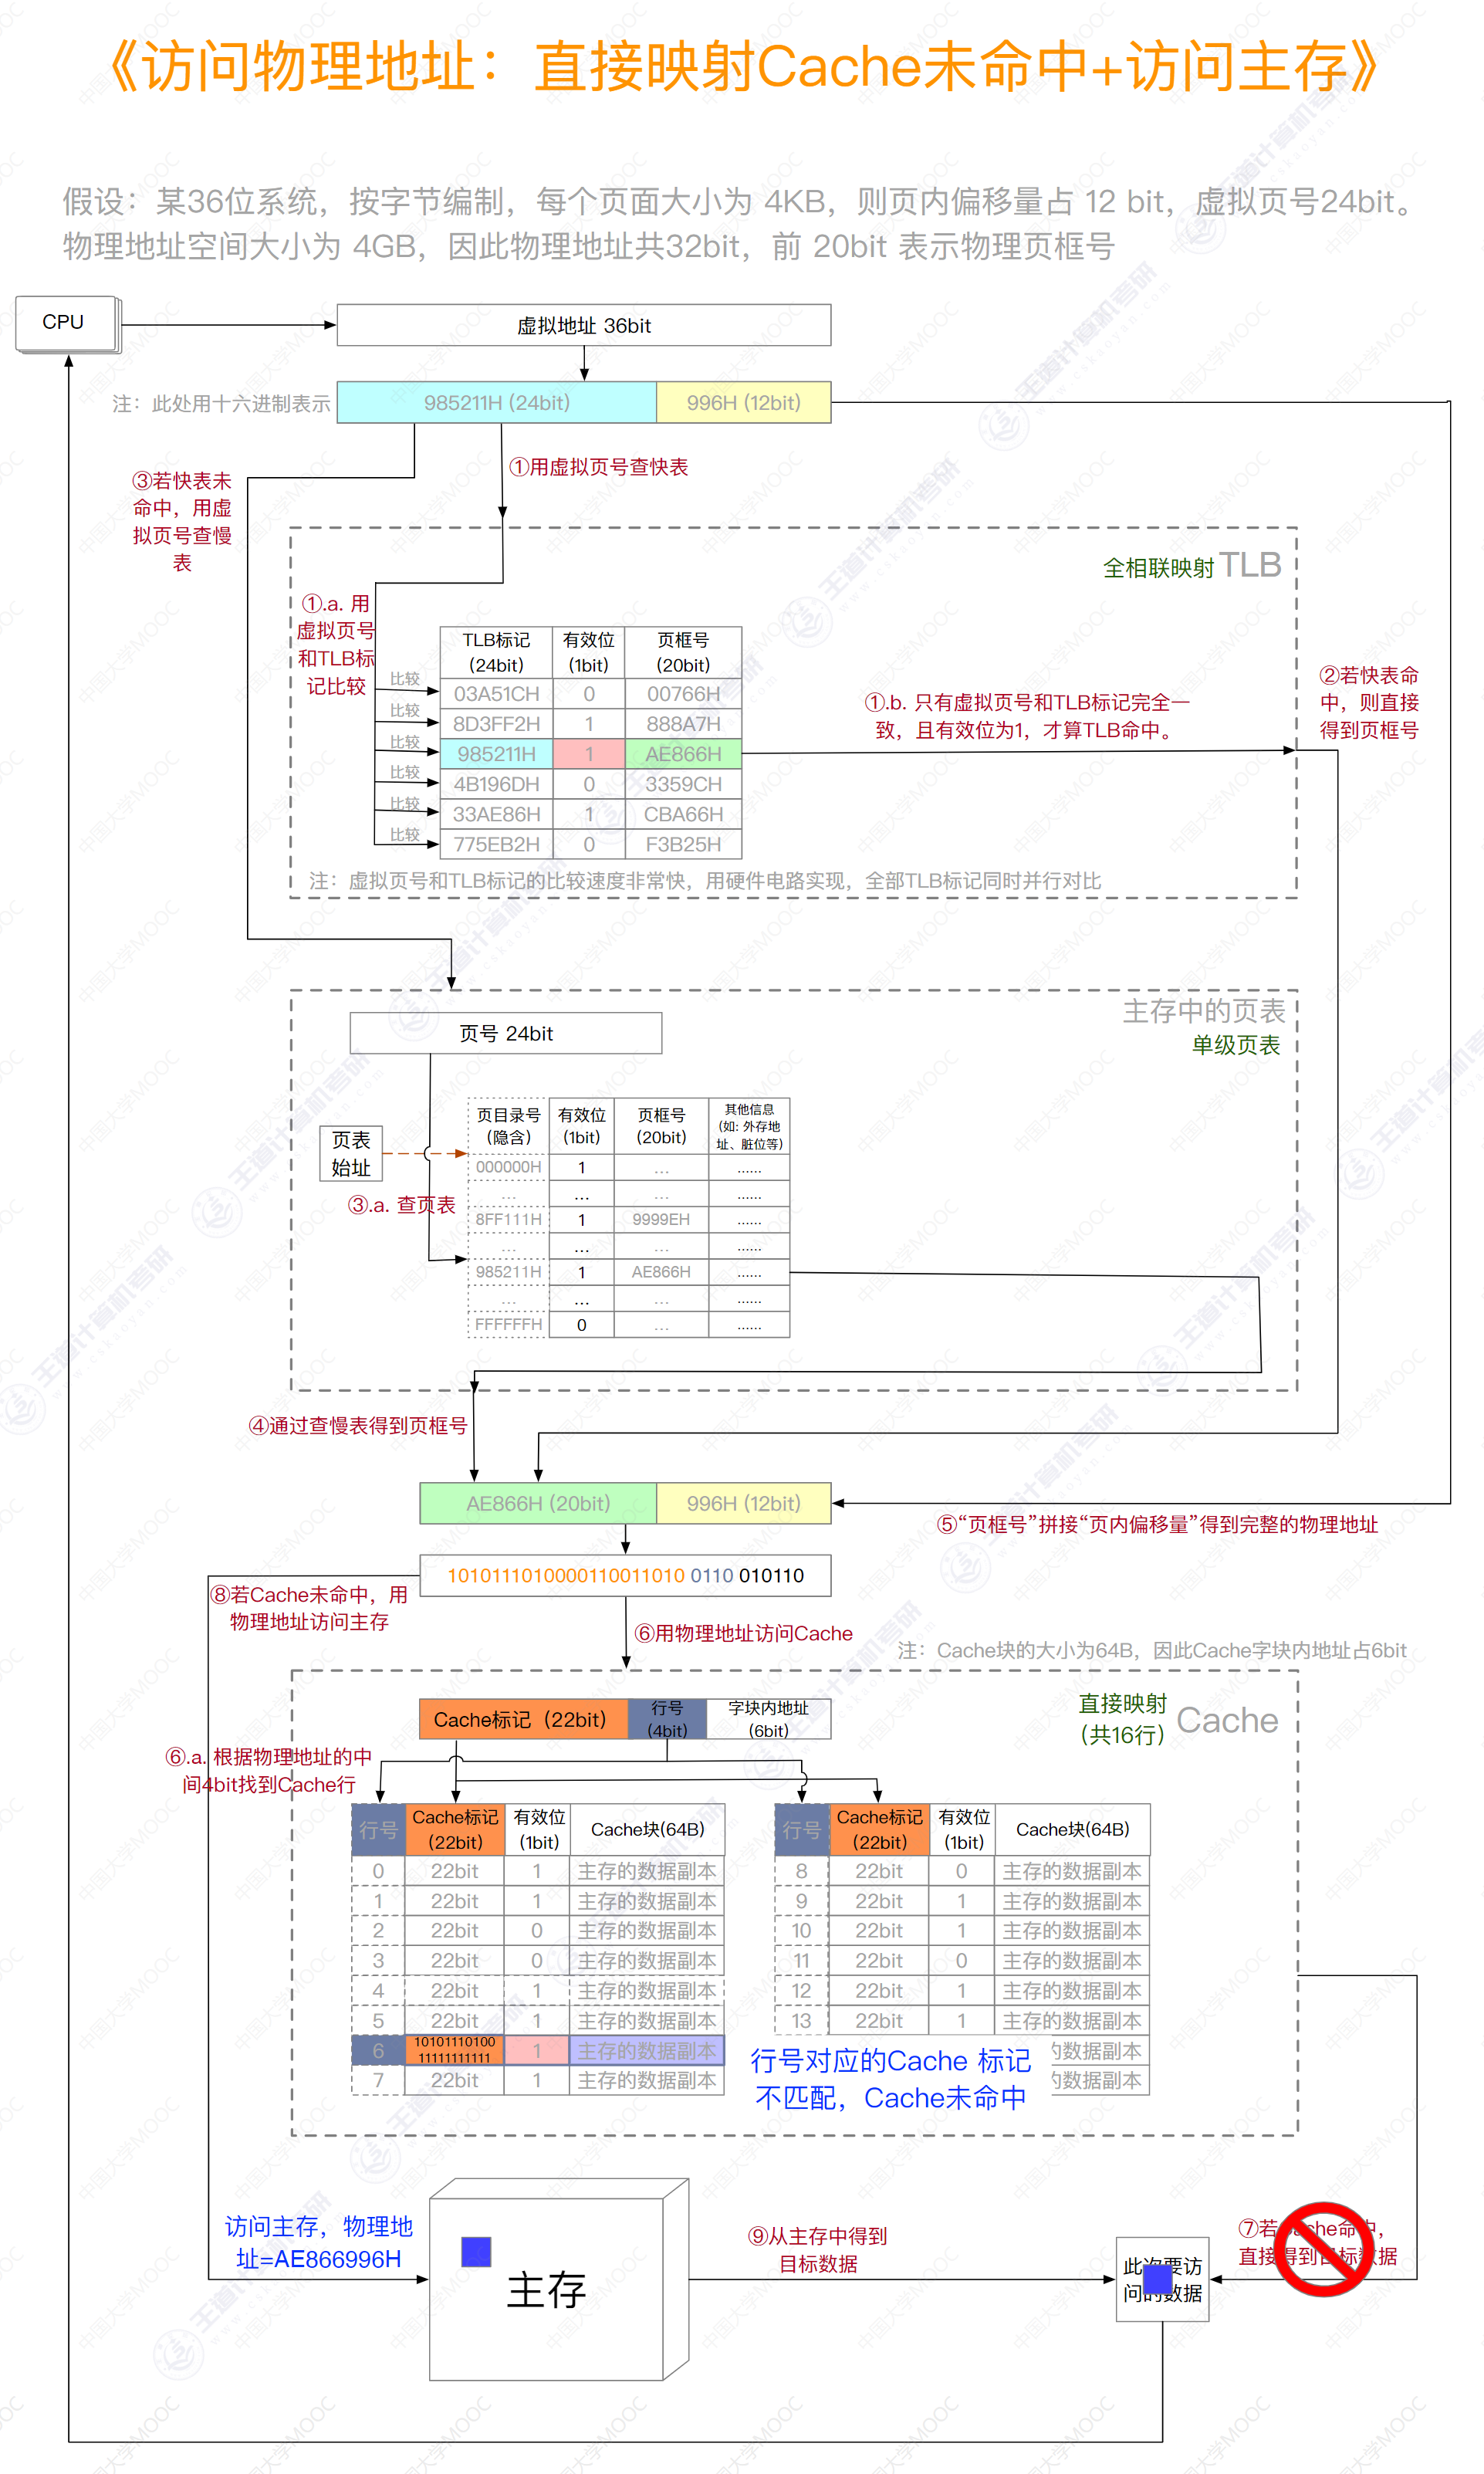 《访问物理地址：直接映射Cache未命中+访问主存》
假设：某36位系统，按字节编制，每个页面大小为 4KB，则页内偏移量占 12 bit，虚拟页号24bit。
物理地址空间大小为 4GB，因此物理地址共32bit，前 20bit 表示物理页框号
CPU
虚拟地址 36bit
注：此处用十六进制表示
985211H (24bit)
996H (12bit)
①用虚拟页号查快表
③若快表未
命中，用虚
拟页号查慢
表
全相联映射 TLB
①.a. 用
虚拟页号
和TLB标
记比较
TLB标记
(24bit)
有效位
(1bit)
页框号
(20bit)
比较 03A51CH 0 00766H
比较 8D3FF2H 1 888A7H
比较 985211H 1 AE866H
比较 4B196DH 0 3359CH
比较 33AE86H 1 CBA66H
比较 775EB2H 0 F3B25H
①.b. 只有虚拟页号和TLB标记完全一
致，且有效位为1，才算TLB命中。
②若快表命
中，则直接
得到页框号
注：虚拟页号和TLB标记的比较速度非常快，用硬件电路实现，全部TLB标记同时并行对比
主存中的页表
单级页表
页号 24bit
页表
始址
③.a. 查页表
页目录号
(隐含)
有效位
(1bit)
页框号
(20bit)
其他信息
(如: 外存地
址、脏位等)
000000H 1 ... ......
... ... ... ......
8FF111H 1 9999EH ......
... ... ... ......
985211H 1 AE866H ......
... ... ... ......
FFFFFFH 0 ... ......
④通过查慢表得到页框号
AE866H (20bit)
996H (12bit)
⑤“页框号”拼接“页内偏移量”得到完整的物理地址
1010111010000110011010 0110 010110
⑧若Cache未命中，用
物理地址访问主存
⑥用物理地址访问Cache
注：Cache块的大小为64B，因此Cache字块内地址占6bit
直接映射
(共16行)
Cache
Cache标记（22bit）
行号
(4bit)
字块内地址
(6bit)
⑥.a. 根据物理地址的中
间4bit找到Cache行
行号
Cache标记
(22bit)
有效位
(1bit)
Cache块(64B)
0 22bit 1 主存的数据副本
1 22bit 1 主存的数据副本
2 22bit 0 主存的数据副本
3 22bit 0 主存的数据副本
4 22bit 1 主存的数据副本
5 22bit 1 主存的数据副本
6 10101110100 1 主存的数据副本
11111111111
7 22bit 1 主存的数据副本
行号
Cache标记
(22bit)
有效位
(1bit)
Cache块(64B)
8 22bit 0 主存的数据副本
9 22bit 1 主存的数据副本
10 22bit 1 主存的数据副本
11 22bit 0 主存的数据副本
12 22bit 1 主存的数据副本
13 22bit 1 主存的数据副本
的数据副本
的数据副本
行号对应的Cache 标记
不匹配，Cache未命中
访问主存，物理地
址=AE866996H
主存
⑨从主存中得到
目标数据
此次要访
问的数据
⑦若Cache命中，
直接得到目标数据
中国大学MOOC
王道计算机考研
www.cskaoyan.com